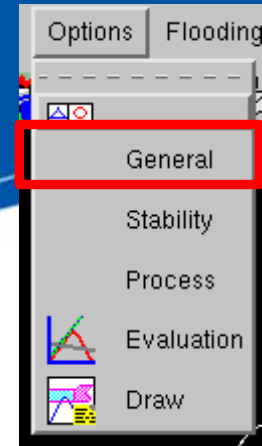 Options Flooding
General
Stability
Process
Evaluation
Draw